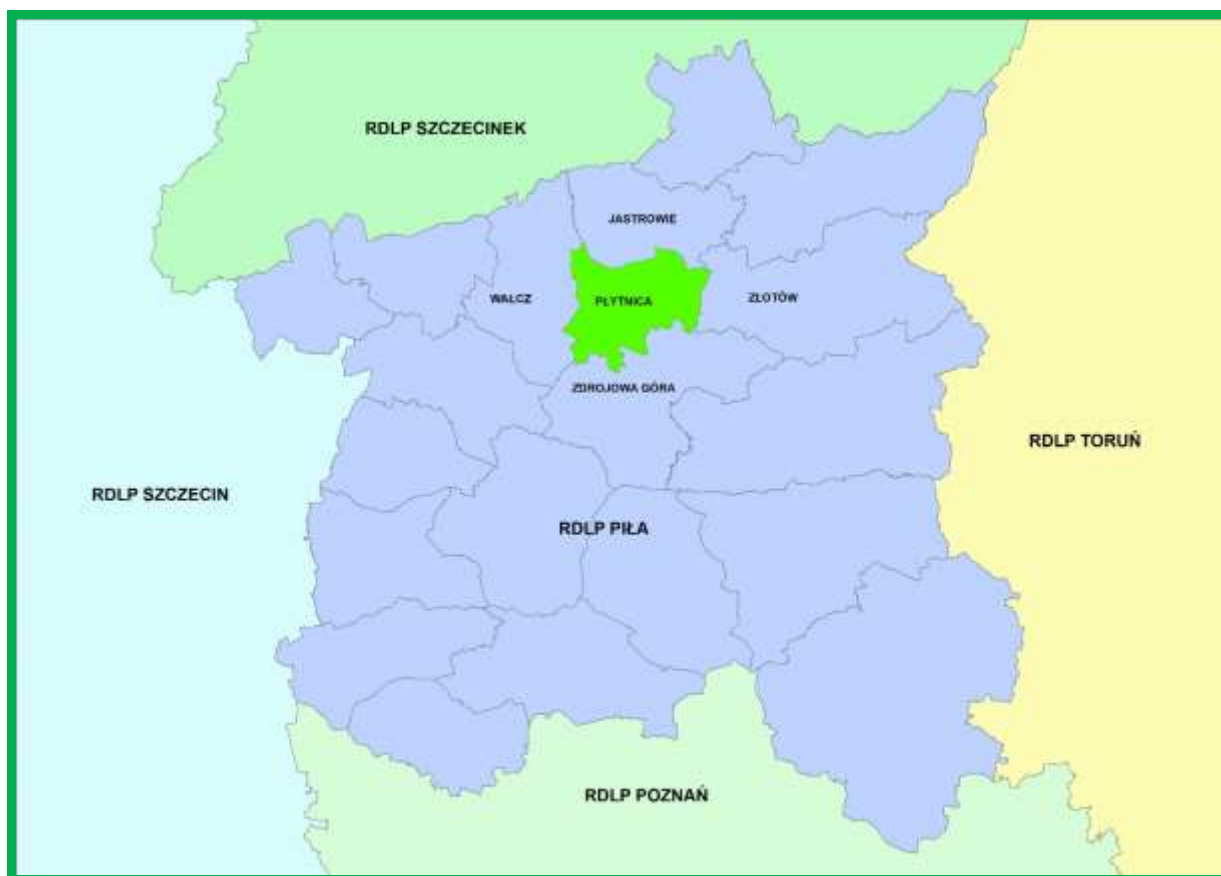 RDLP SZCZECINEK
JASTROWIE
WAŁCZ
PŁYTNICA
ZŁOTÓW
ZDROJOWA GÓRA
RDLP TORUŃ
RDLP SZCZECIN
RDLP PIŁA
RDLP POZNAŃ